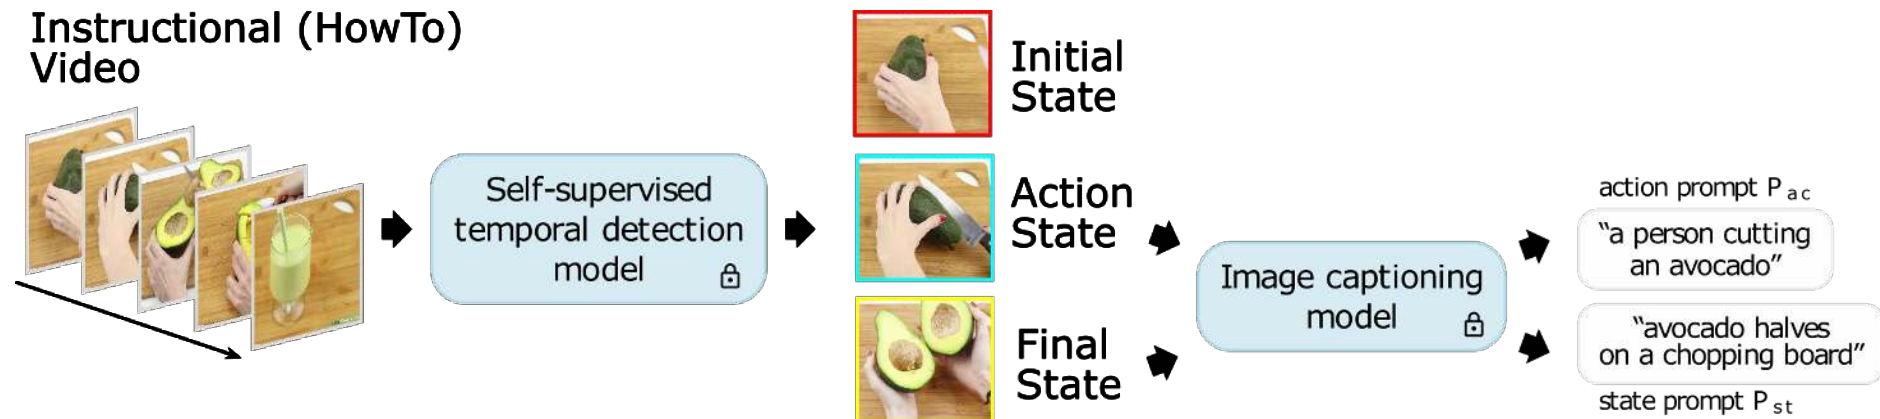 Instructional (HowTo)
Video
Self-supervised
temporal detection
model
Initial
State
Action
State
Final
State
Image captioning
model
action prompt P ac
“a person cutting
an avocado”
“avocado halves
on a chopping board”
state prompt P st